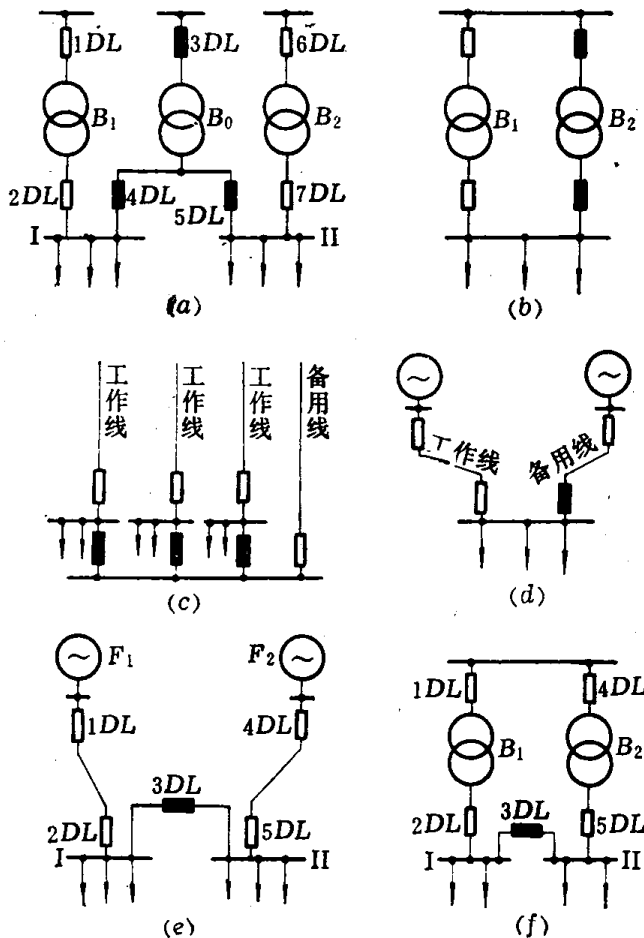 1DL 3DL 6DL
B₁ B₀ B₂ B₁ B₂
2DL 4DL 5DL 7DL
I II
(a) (b)
工作线 工作线 工作线 备用线
~ ~
工作线 备用线
(c) (d)
~ F₁ ~ F₂
1DL 4DL 1DL 4DL
B₁ B₂
3DL 3DL
2DL 5DL 2DL 5DL
I II I II
(e) (f)